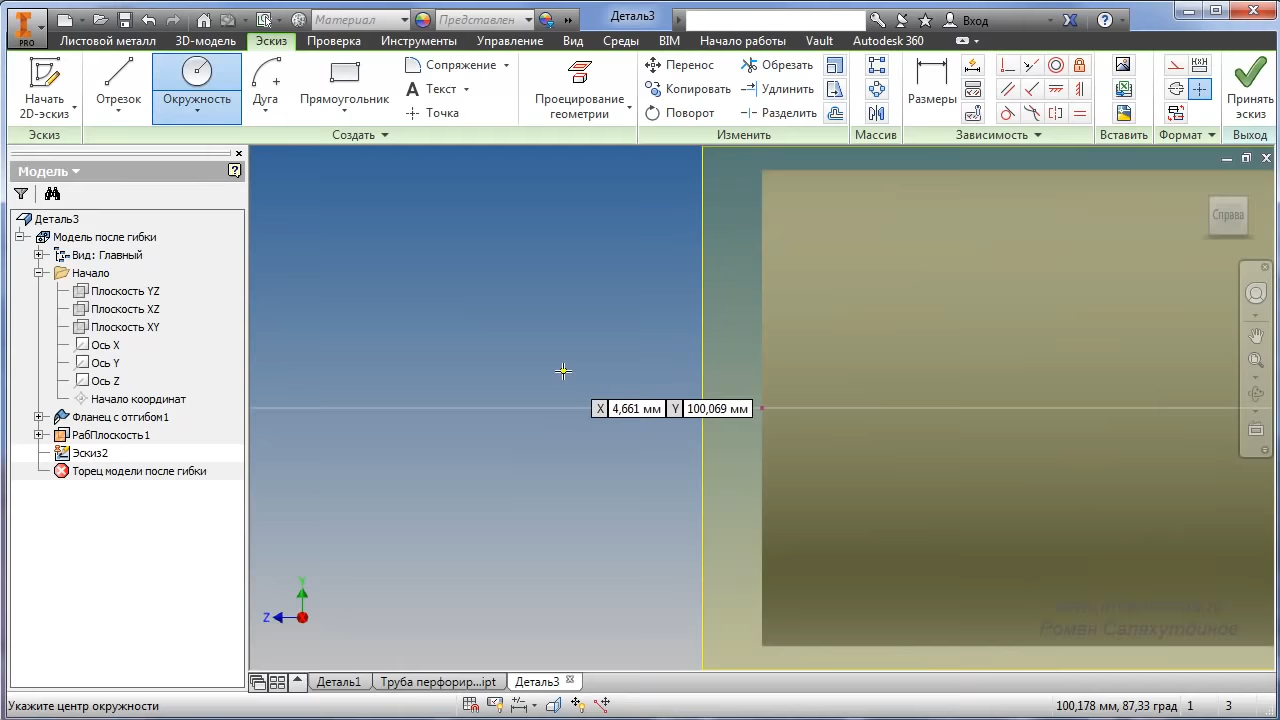 PRO
Материал
Представлен
Деталь3
Вход
Листовой металл
3D-модель
Эскиз
Проверка
Инструменты
Управление
Вид
Среды
BIM
Начало работы
Vault
Autodesk 360
Начать
2D-эскиз
Отрезок
Окружность
Дуга
Прямоугольник
Сопряжение
Текст
Точка
Проецирование
геометрии
Перенос
Копировать
Поворот
Обрезать
Удлинить
Разделить
Размеры
Принять
эскиз
Эскиз
Создать
Изменить
Массив
Зависимость
Вставить
Формат
Выход
Модель
Деталь3
Модель после гибки
Вид: Главный
Начало
Плоскость YZ
Плоскость XZ
Плоскость XY
Ось X
Ось Y
Ось Z
Начало координат
Фланец с отгибом1
РабПлоскость1
Эскиз2
Торец модели после гибки
Справа
X 4,661 мм Y 100,069 мм
Y
Z
Роман Саляхутдинов
Деталь1
Труба перфорир...ipt
Деталь3
Укажите центр окружности
100,178 мм, 87,33 град
1
3